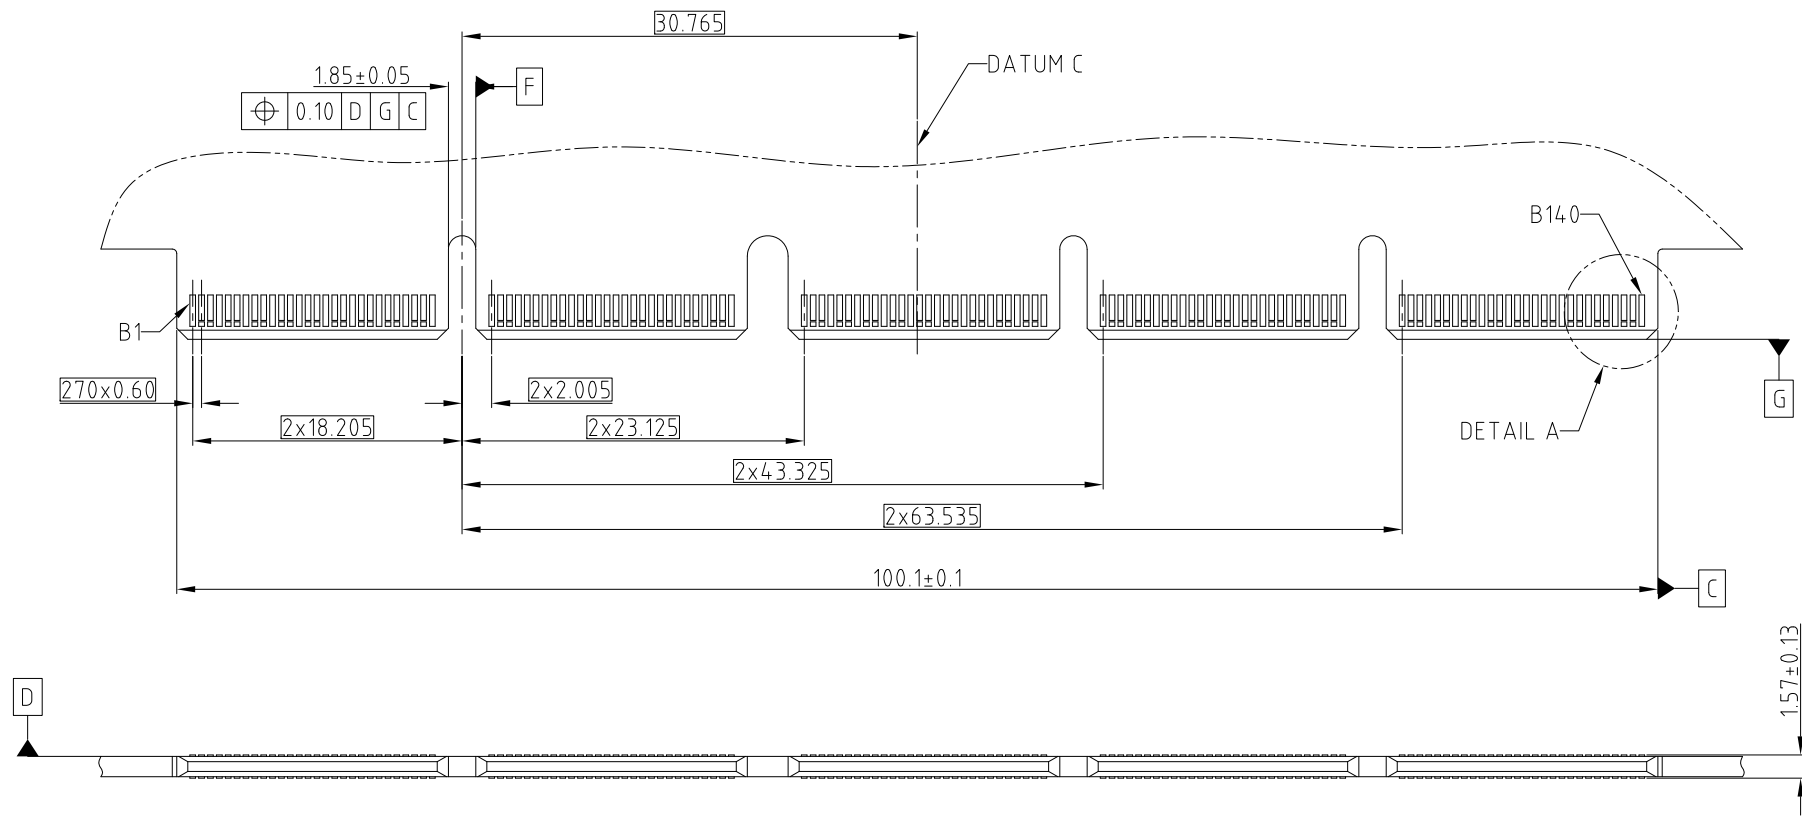 30.765
DATUM C
1.85±0.05
F
⌖ 0.10 D G C
B140
B1
270x0.60
2x2.005
2x18.205
2x23.125
G
DETAIL A
2x43.325
2x63.535
100.1±0.1
C
1.57±0.13
D